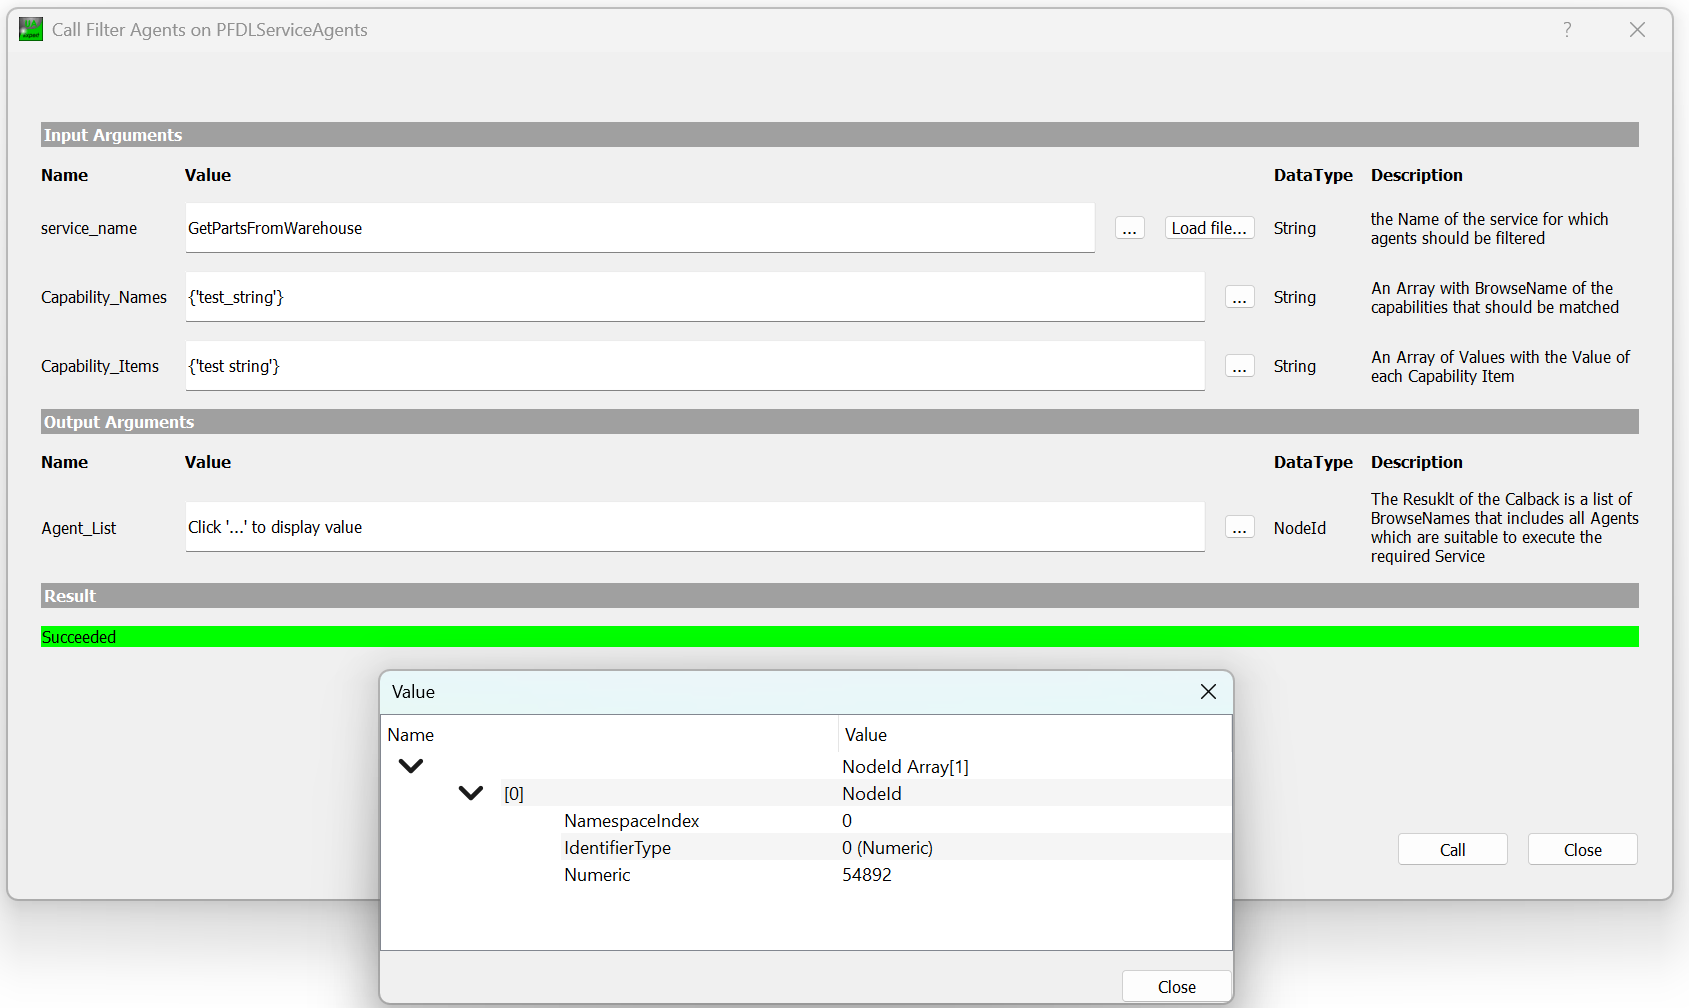 Call Filter Agents on PFDLServiceAgents
?
Input Arguments
Name Value DataType Description
service_name GetPartsFromWarehouse ... Load file... String the Name of the service for which
agents should be filtered
Capability_Names {'test_string'} ... String An Array with BrowseName of the
capabilities that should be matched
Capability_Items {'test string'} ... String An Array of Values with the Value of
each Capability Item
Output Arguments
Name Value DataType Description
Agent_List Click '...' to display value ... NodeId The Resuklt of the Calback is a list of
BrowseNames that includes all Agents
which are suitable to execute the
required Service
Result
Succeeded
Value
Name Value
NodeId Array[1]
[0] NodeId
NamespaceIndex 0
IdentifierType 0 (Numeric)
Numeric 54892
Call Close
Close